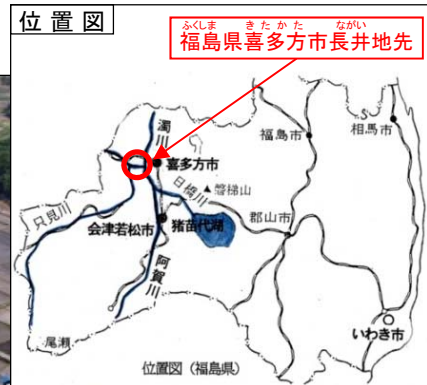 位置図
ふくしま きたかた ながい
福島県喜多方市長井地先
濁川
福島市
相馬市
喜多方市
日橋川
磐梯山
只見川
会津若松市
猪苗代湖
郡山市
阿賀川
尾瀬
いわき市
位置図(福島県)